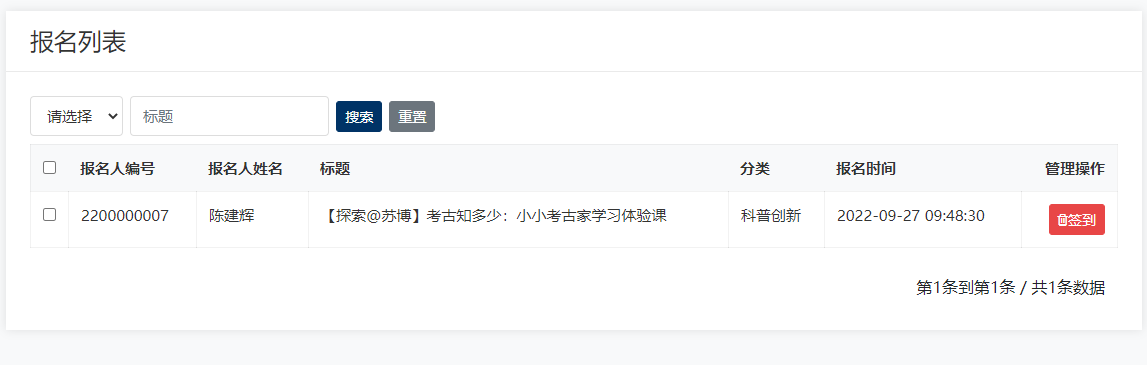 报名列表
请选择 标题 搜索 重置
报名人编号 报名人姓名 标题 分类 报名时间 管理操作
2200000007 陈建辉 【探索@苏博】考古知多少：小小考古家学习体验课 科普创新 2022-09-27 09:48:30 签到
第1条到第1条 / 共1条数据